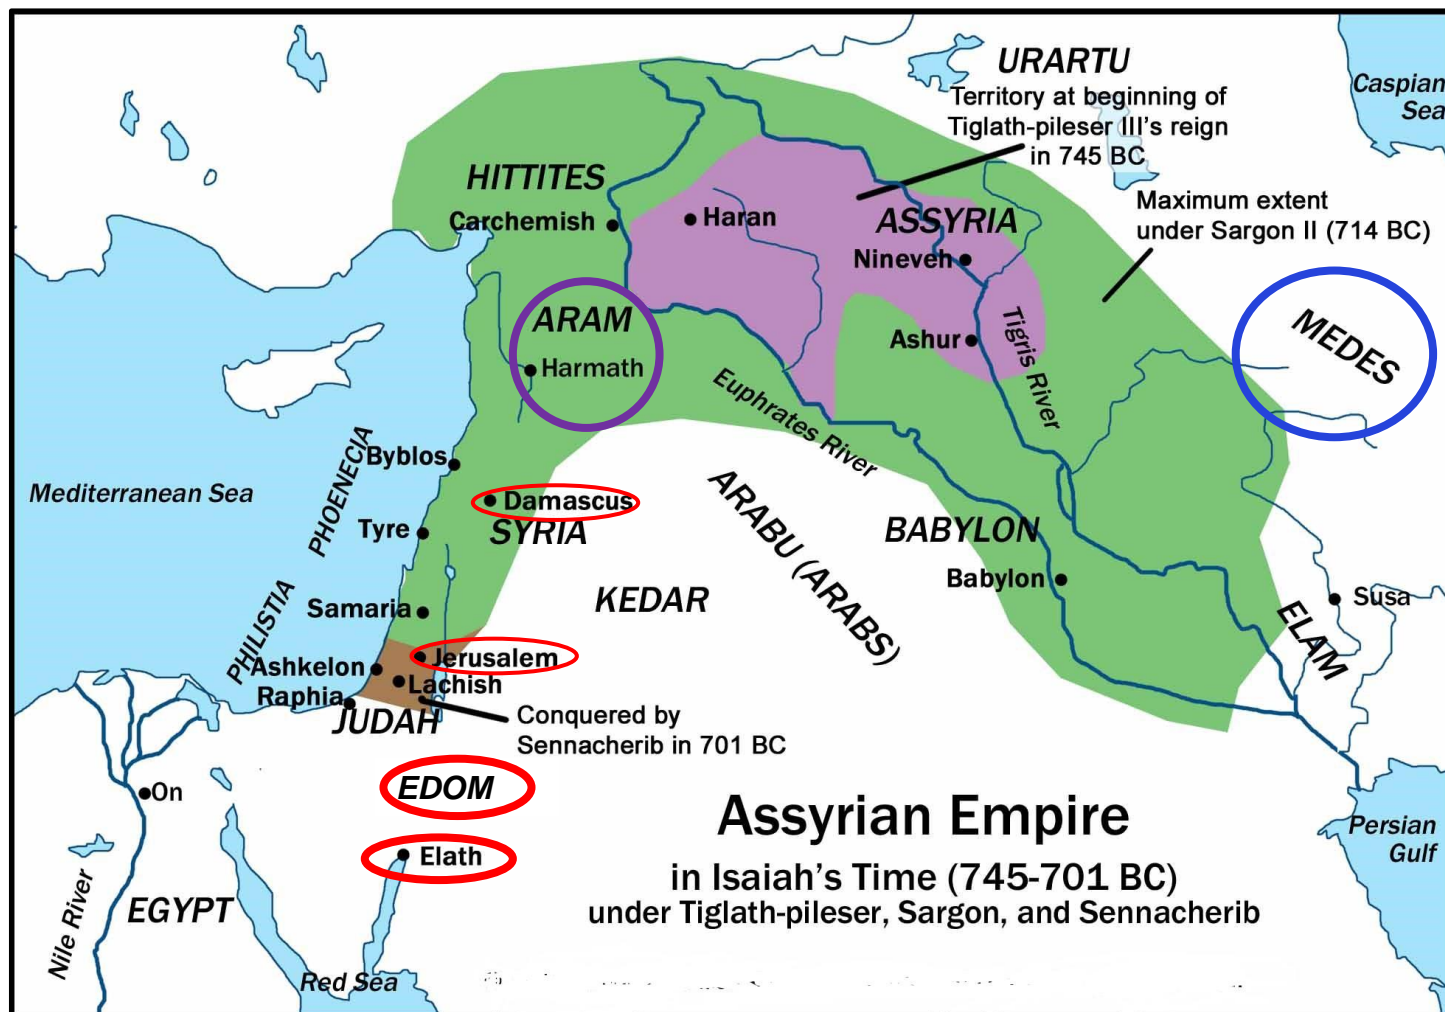 URARTU
Territory at beginning of
Tiglath-pileser III's reign
in 745 BC
Caspian
Sea
HITTITES
Carchemish
Haran
ASSYRIA
Nineveh
Maximum extent
under Sargon II (714 BC)
ARAM
Harmath
Ashur
Tigris River
MEDES
Euphrates River
Mediterranean Sea
PHOENECIA
Byblos
Damascus
SYRIA
Tyre
ARABU (ARABS)
BABYLON
Babylon
KEDAR
Samaria
PHILISTIA
Susa
ELAM
Jerusalem
Ashkelon
Lachish
Raphia
JUDAH
Conquered by
Sennacherib in 701 BC
On
EDOM
Elath
Nile River
EGYPT
Red Sea
Persian
Gulf
Assyrian Empire
in Isaiah's Time (745-701 BC)
under Tiglath-pileser, Sargon, and Sennacherib